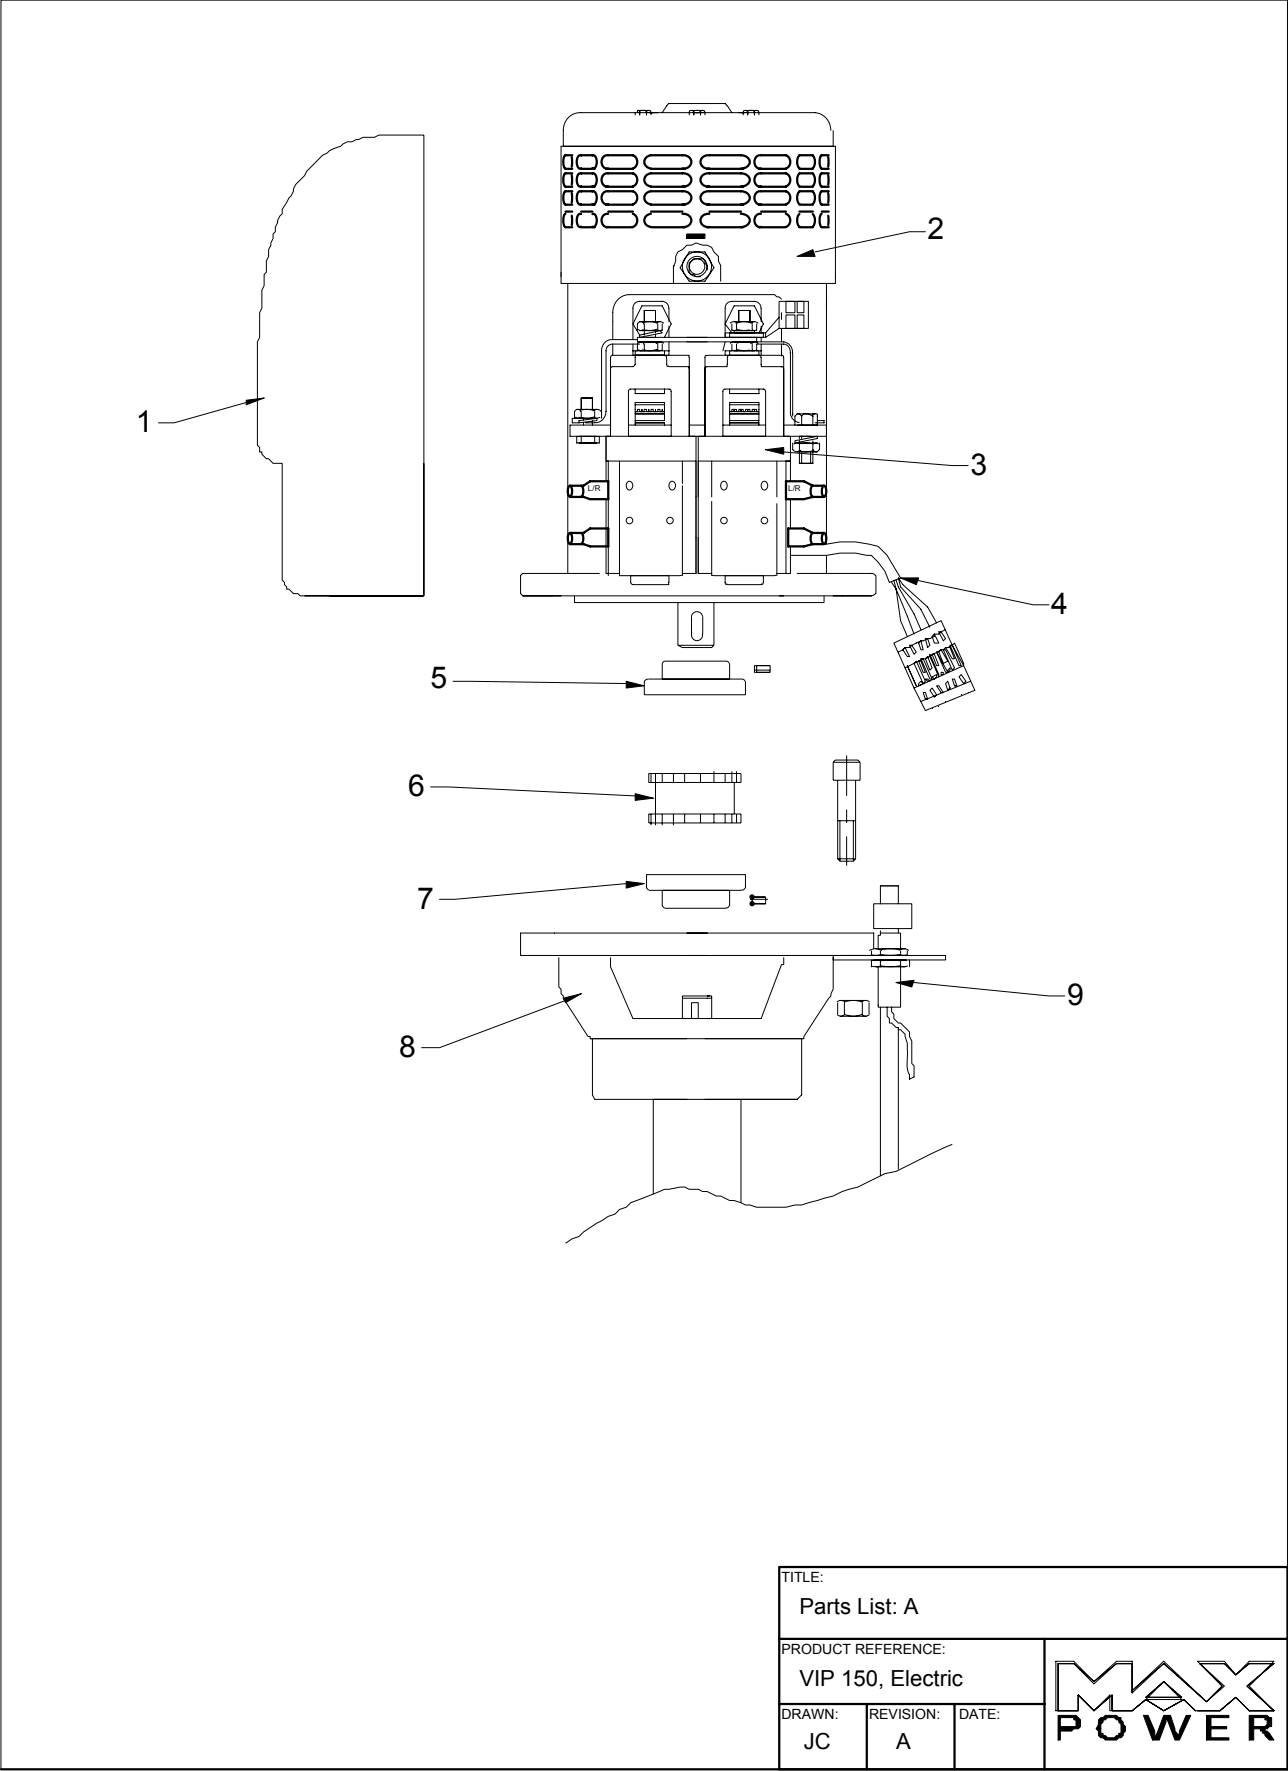 2
1
3
L/R
L/R
4
5
6
7
9
8
TITLE:
Parts List: A
PRODUCT REFERENCE:
VIP 150, Electric
DRAWN:
JC
REVISION:
A
DATE:
MAX
POWER